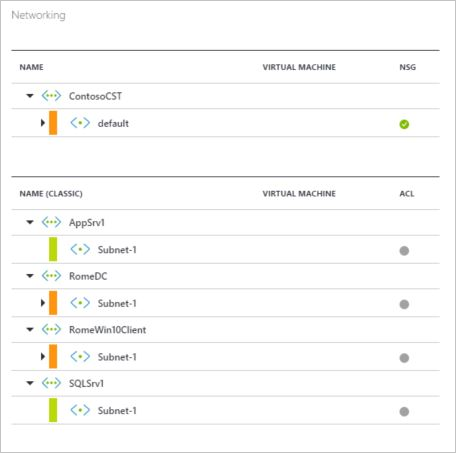 Networking
NAME VIRTUAL MACHINE NSG
ContosoCST
default
NAME (CLASSIC) VIRTUAL MACHINE ACL
AppSrv1
Subnet-1
RomeDC
Subnet-1
RomeWin10Client
Subnet-1
SQLSrv1
Subnet-1